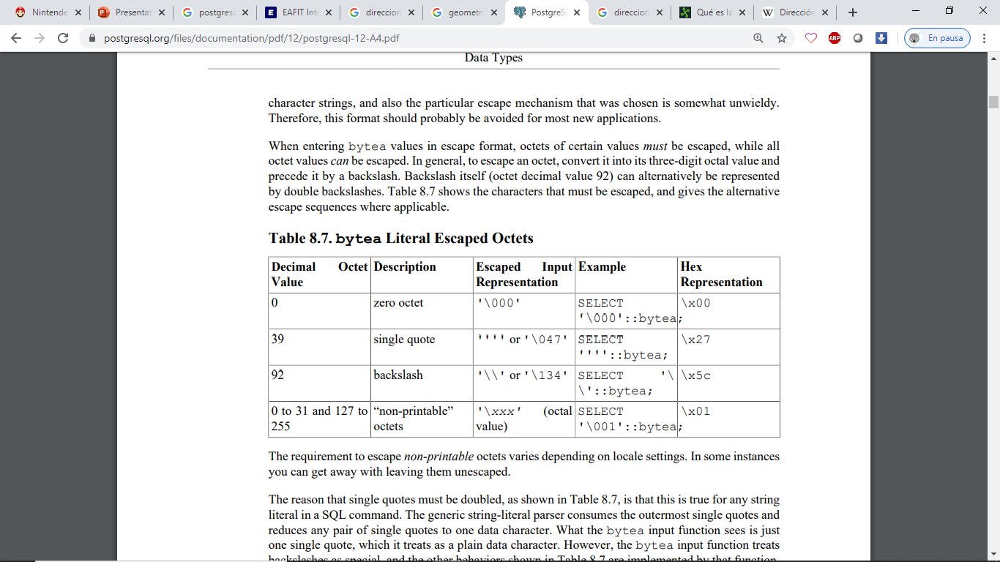 Nintende
Presentat
postgresc
EAFIT Inte
direccion
geometri
PostgreS
direccion
Qué es la
W Dirección
postgresql.org/files/documentation/pdf/12/postgresql-12-A4.pdf
ABP
En pausa
Data Types
character strings, and also the particular escape mechanism that was chosen is somewhat unwieldy.
Therefore, this format should probably be avoided for most new applications.
When entering bytea values in escape format, octets of certain values must be escaped, while all
octet values can be escaped. In general, to escape an octet, convert it into its three-digit octal value and
precede it by a backslash. Backslash itself (octet decimal value 92) can alternatively be represented
by double backslashes. Table 8.7 shows the characters that must be escaped, and gives the alternative
escape sequences where applicable.
Table 8.7. bytea Literal Escaped Octets
Decimal Octet Description Escaped Input Example Hex
Value Representation Representation
0 zero octet '\000' SELECT \x00
'\000'::bytea;
39 single quote '''' or '\047' SELECT \x27
''''::bytea;
92 backslash '\\' or '\134' SELECT '\ \x5c
\'::bytea;
0 to 31 and 127 to “non-printable” '\xxx' (octal SELECT \x01
255 octets value) '\001'::bytea;
The requirement to escape non-printable octets varies depending on locale settings. In some instances
you can get away with leaving them unescaped.
The reason that single quotes must be doubled, as shown in Table 8.7, is that this is true for any string
literal in a SQL command. The generic string-literal parser consumes the outermost single quotes and
reduces any pair of single quotes to one data character. What the bytea input function sees is just
one single quote, which it treats as a plain data character. However, the bytea input function treats
backslashes as special, and the other behaviors shown in Table 8.7 are implemented by that function.